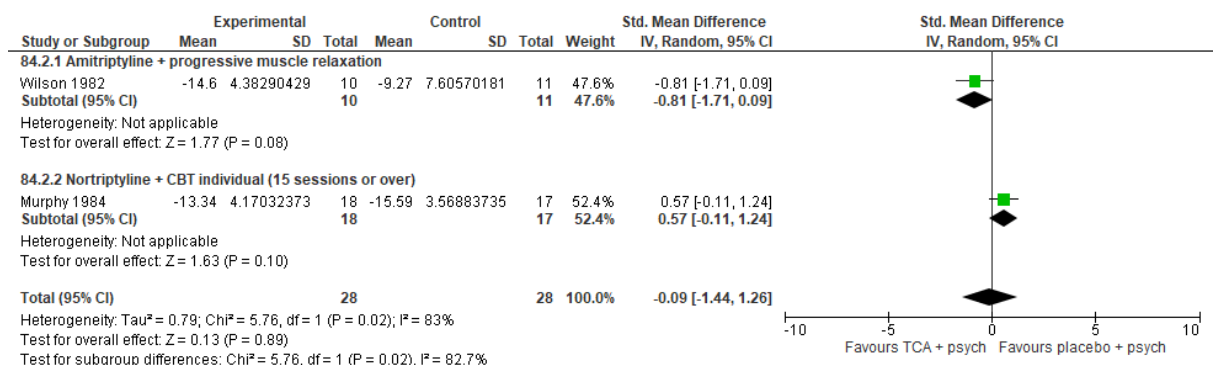 Experimental Control Std. Mean Difference Std. Mean Difference
Study or Subgroup Mean SD Total Mean SD Total Weight IV, Random, 95% CI IV, Random, 95% CI
84.2.1 Amitriptyline + progressive muscle relaxation
Wilson 1982 -14.6 4.38290429 10 -9.27 7.60570181 11 47.6% -0.81 [-1.71, 0.09]
Subtotal (95% CI) 10 11 47.6% -0.81 [-1.71, 0.09]
Heterogeneity: Not applicable
Test for overall effect: Z = 1.77 (P = 0.08)
84.2.2 Nortriptyline + CBT individual (15 sessions or over)
Murphy 1984 -13.34 4.17032373 18 -15.59 3.56883735 17 52.4% 0.57 [-0.11, 1.24]
Subtotal (95% CI) 18 17 52.4% 0.57 [-0.11, 1.24]
Heterogeneity: Not applicable
Test for overall effect: Z = 1.63 (P = 0.10)
Total (95% CI) 28 28 100.0% -0.09 [-1.44, 1.26]
Heterogeneity: Tau² = 0.79; Chi² = 5.76, df = 1 (P = 0.02); I² = 83%
Test for overall effect: Z = 0.13 (P = 0.89)
Test for subgroup differences: Chi² = 5.76, df = 1 (P = 0.02), I² = 82.7%
-10 -5 0 5 10
Favours TCA + psych Favours placebo + psych